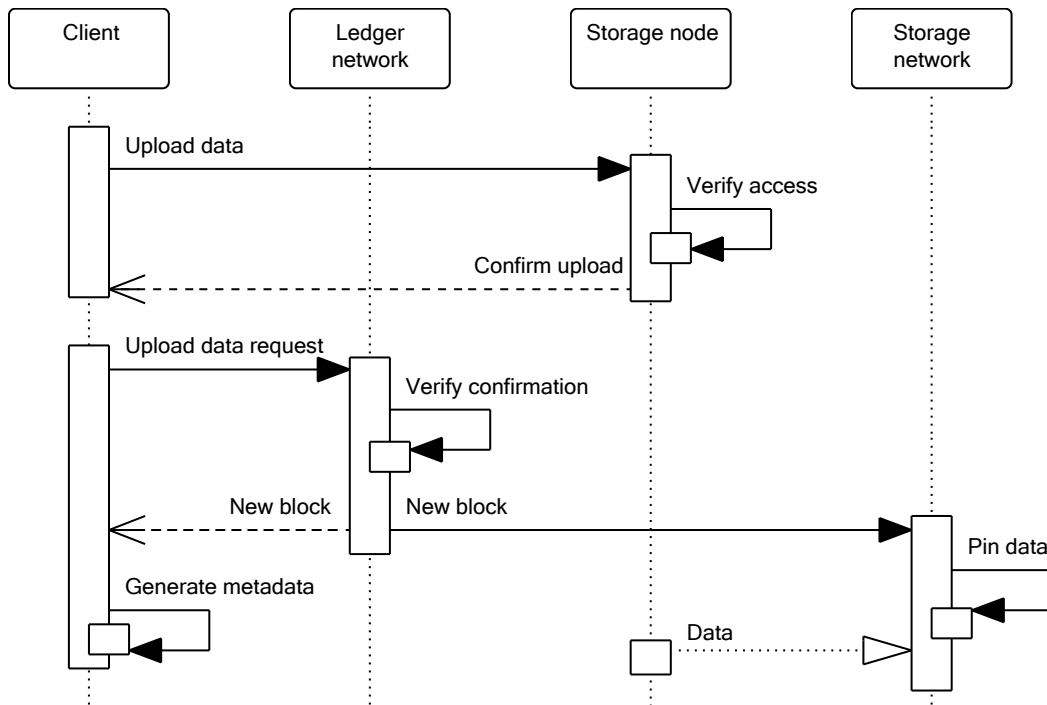 Client
Ledger
network
Storage node
Storage
network
Upload data
Verify access
Confirm upload
Upload data request
Verify confirmation
New block
New block
Pin data
Generate metadata
Data